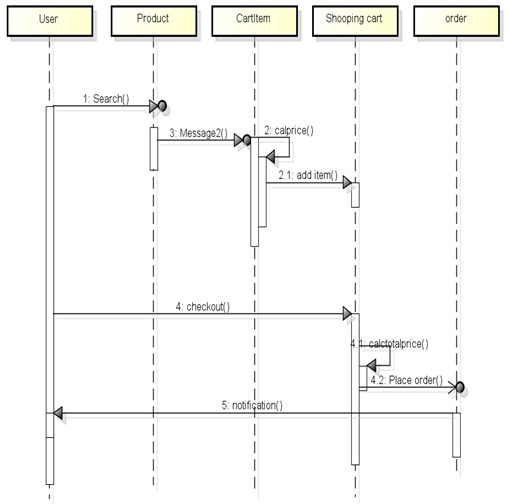 User
Product
CartItem
Shooping cart
order
1: Search()
3: Message2()
2: calprice()
2.1: add item()
4: checkout()
4.1: calctotalprice()
4.2: Place order()
5: notification()